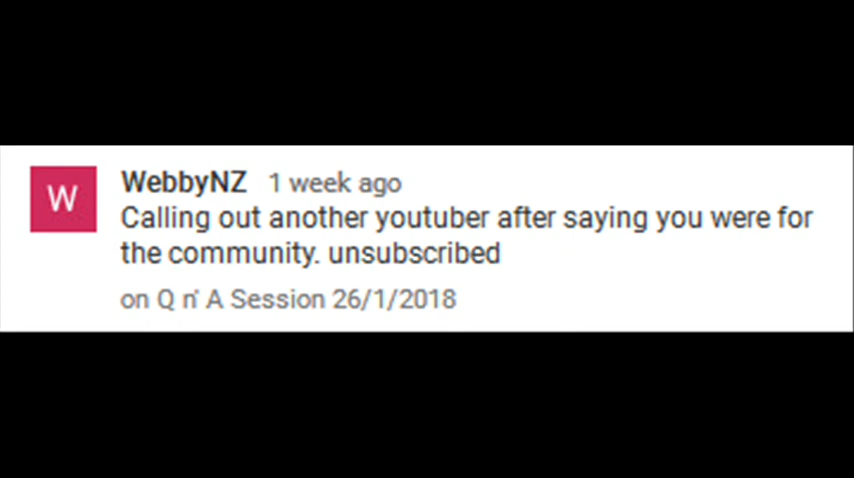 W
WebbyNZ 1 week ago
Calling out another youtuber after saying you were for
the community. unsubscribed
on Q n' A Session 26/1/2018